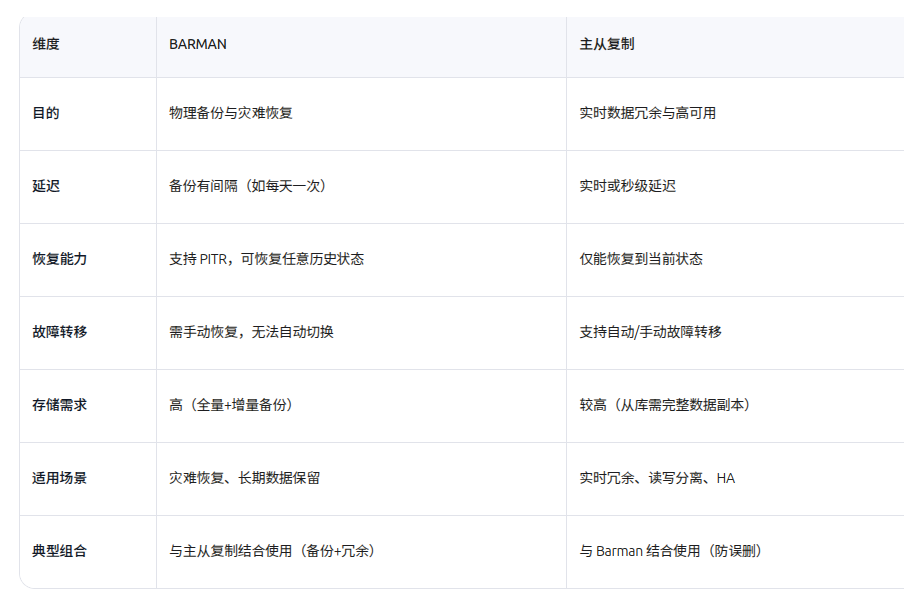 维度 BARMAN 主从复制
目的 物理备份与灾难恢复 实时数据冗余与高可用
延迟 备份有间隔（如每天一次） 实时或秒级延迟
恢复能力 支持 PITR，可恢复任意历史状态 仅能恢复到当前状态
故障转移 需手动恢复，无法自动切换 支持自动/手动故障转移
存储需求 高（全量+增量备份） 较高（从库需完整数据副本）
适用场景 灾难恢复、长期数据保留 实时冗余、读写分离、HA
典型组合 与主从复制结合使用（备份+冗余） 与 Barman 结合使用（防误删）